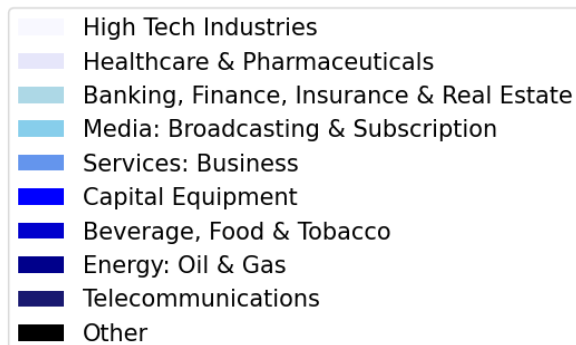 High Tech Industries
Healthcare & Pharmaceuticals
Banking, Finance, Insurance & Real Estate
Media: Broadcasting & Subscription
Services: Business
Capital Equipment
Beverage, Food & Tobacco
Energy: Oil & Gas
Telecommunications
Other